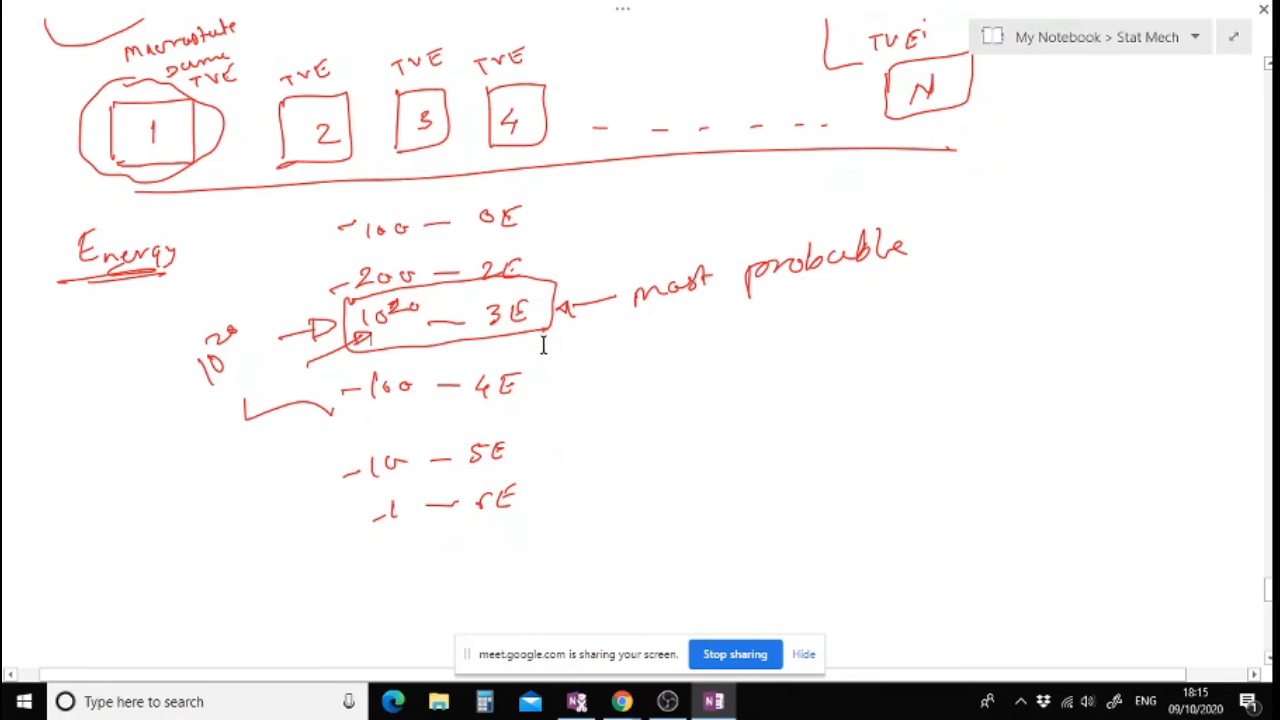 My Notebook > Stat Mech
Macrostate
same
TVE
TVE
TVE
TVE
TVEi
1
2
3
4
N
Energy
100 — 0E
200 — 2E
10²⁰ — 3E
most probable
10²⁰
100 — 4E
10 — 5E
1 — 6E
meet.google.com is sharing your screen.
Stop sharing
Hide
Type here to search
ENG
18:15
09/10/2020
1